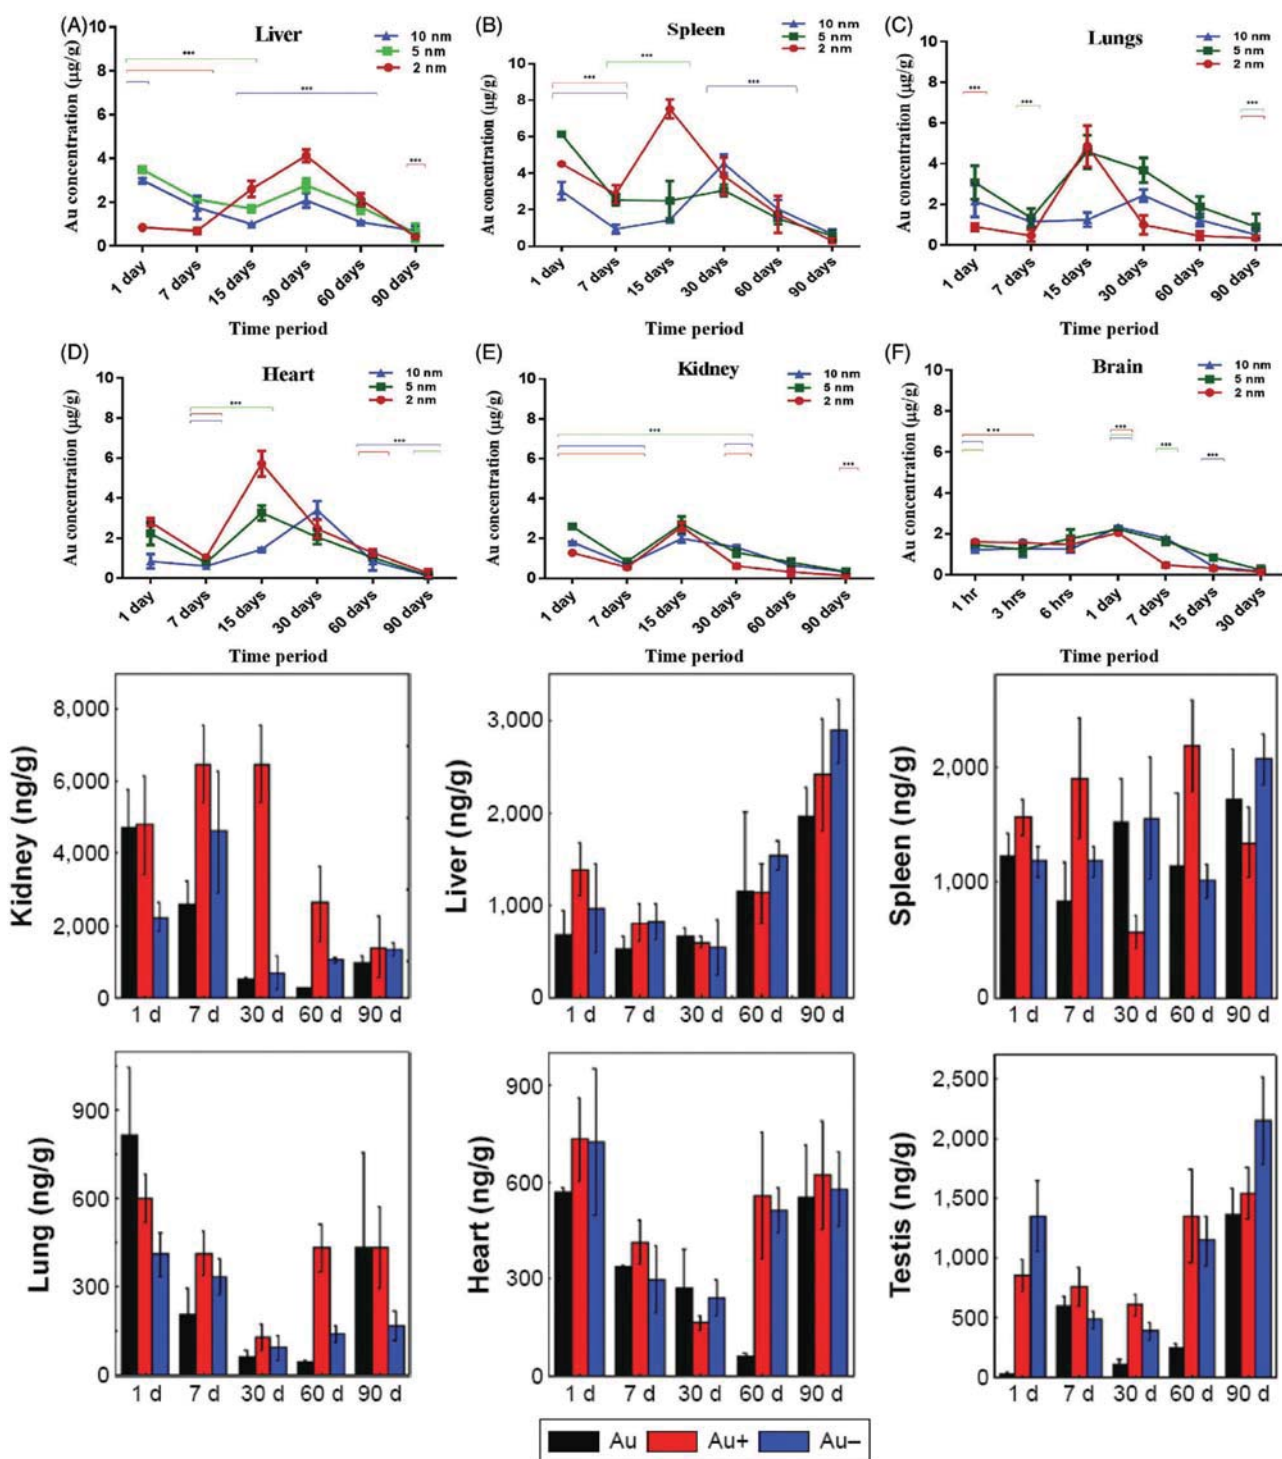 (A) Liver
10 nm
5 nm
2 nm
Au concentration (µg/g)
10
8
6
4
2
0
***
***
***
1 day
7 days
15 days
30 days
60 days
90 days
Time period
(B) Spleen
10 nm
5 nm
2 nm
Au concentration (µg/g)
10
8
6
4
2
0
***
***
***
1 day
7 days
15 days
30 days
60 days
90 days
Time period
(C) Lungs
10 nm
5 nm
2 nm
Au concentration (µg/g)
10
8
6
4
2
0
***
***
***
1 day
7 days
15 days
30 days
60 days
90 days
Time period
(D) Heart
10 nm
5 nm
2 nm
Au concentration (µg/g)
10
8
6
4
2
0
***
***
1 day
7 days
15 days
30 days
60 days
90 days
Time period
(E) Kidney
10 nm
5 nm
2 nm
Au concentration (µg/g)
10
8
6
4
2
0
***
***
***
1 day
7 days
15 days
30 days
60 days
90 days
Time period
(F) Brain
10 nm
5 nm
2 nm
Au concentration (µg/g)
10
8
6
4
2
0
***
***
***
***
1 hr
3 hrs
6 hrs
1 day
7 days
15 days
30 days
Time period
Kidney (ng/g)
8,000
6,000
4,000
2,000
0
1 d 7 d 30 d 60 d 90 d
Liver (ng/g)
3,000
2,000
1,000
0
1 d 7 d 30 d 60 d 90 d
Spleen (ng/g)
2,000
1,000
0
1 d 7 d 30 d 60 d 90 d
Lung (ng/g)
900
600
300
0
1 d 7 d 30 d 60 d 90 d
Heart (ng/g)
900
600
300
0
1 d 7 d 30 d 60 d 90 d
Testis (ng/g)
2,500
2,000
1,500
1,000
500
0
1 d 7 d 30 d 60 d 90 d
Au Au+ Au–